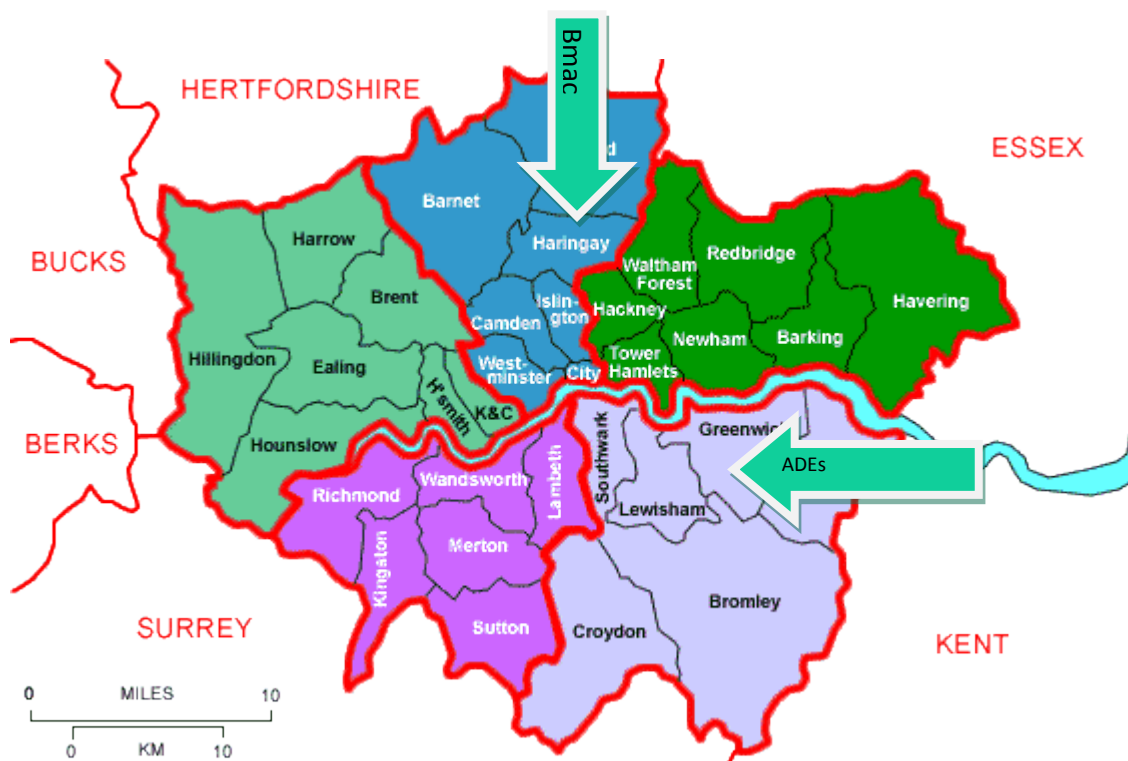 Bmac
HERTFORDSHIRE
ESSEX
d
Barnet
Harrow
Haringay
Redbridge
BUCKS
Waltham
Forest
Brent
Havering
Islin-
gton
Hackney
Camden
Newham
Barking
Hillingdon
Ealing
West-
minster
City
Tower
Hamlets
H'smith
K&C
BERKS
Hounslow
Greenwich
ADEs
Richmond
Wandsworth
Lambeth
Southwark
Lewisham
Kingston
Merton
Bromley
SURREY
Sutton
Croydon
KENT
0 MILES 10
0 KM 10